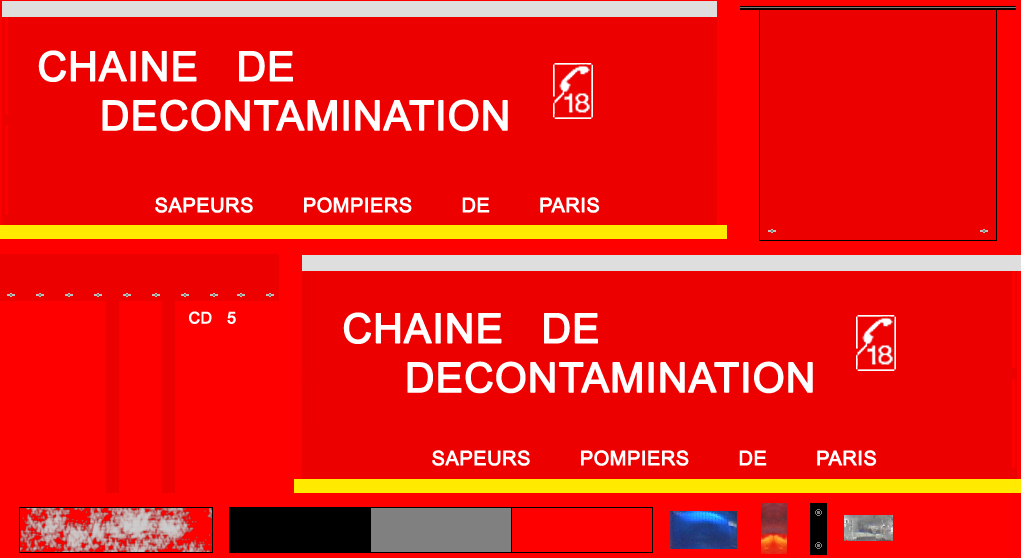 CHAINE DE
DECONTAMINATION
18
SAPEURS POMPIERS DE PARIS
CD 5
CHAINE DE
DECONTAMINATION
18
SAPEURS POMPIERS DE PARIS